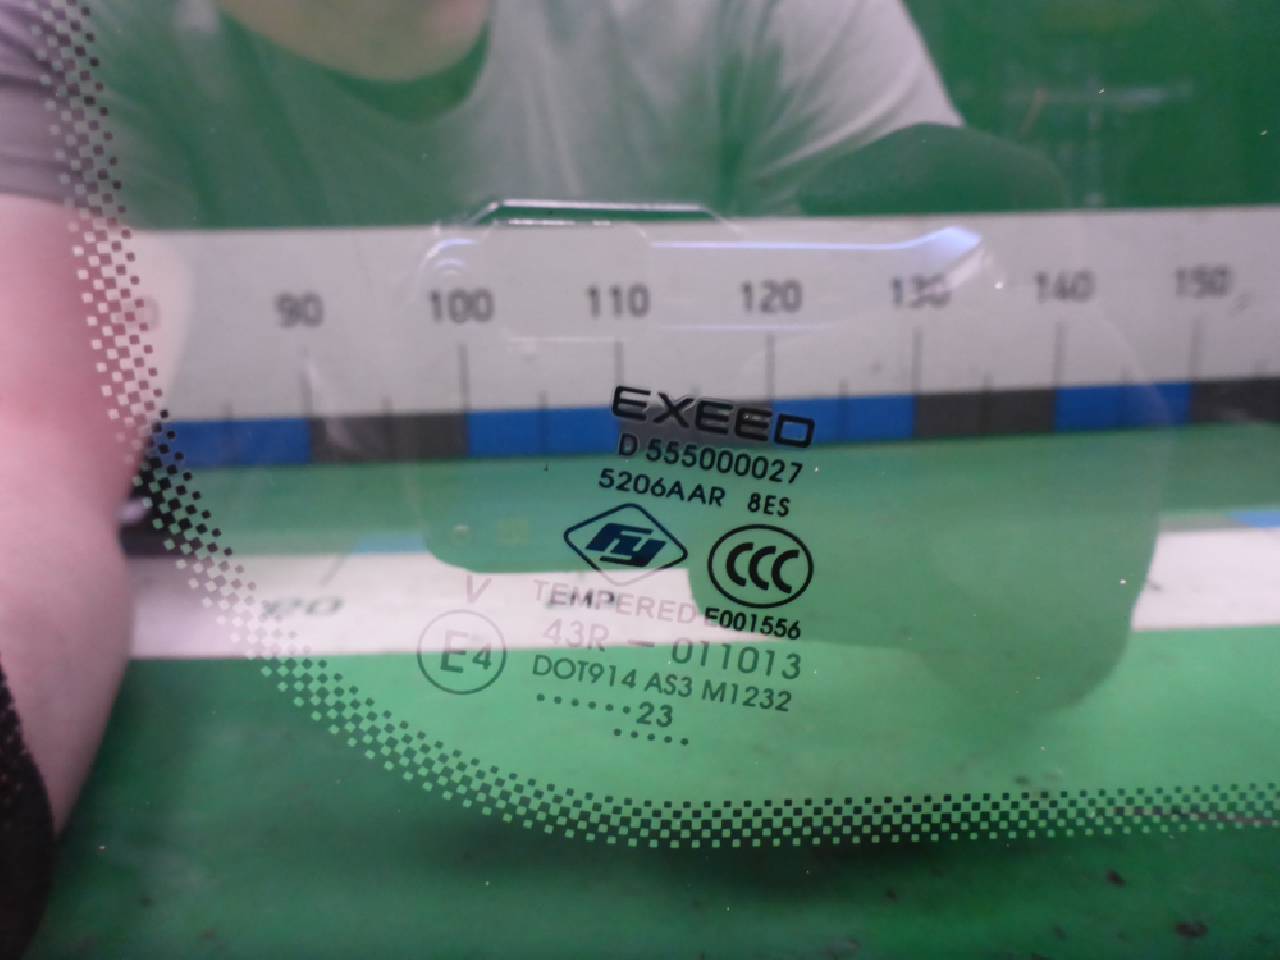 90 100 110 120 130 140 150
EXEED
D 555000027
5206AAR 8ES
fy CCC
V TEMPERED E001556
E4 43R – 011013
DOT914 AS3 M1232
......23
.....